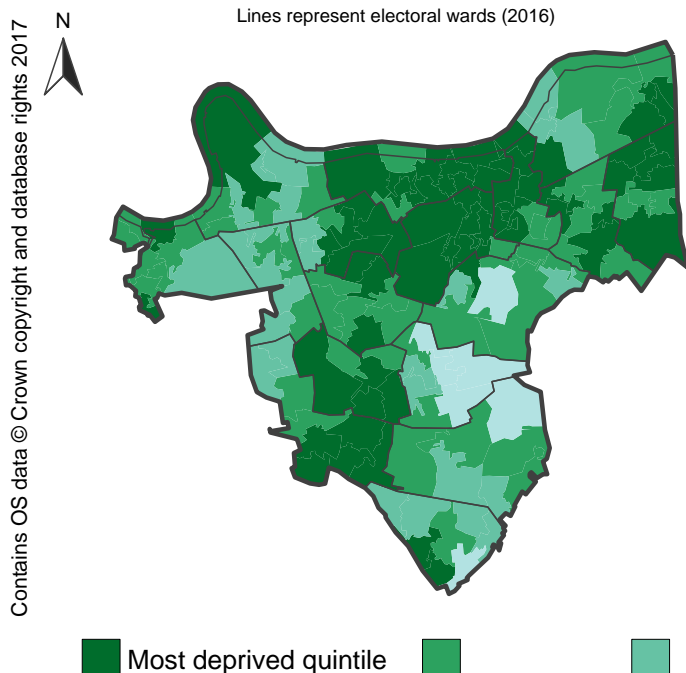 Lines represent electoral wards (2016)
N
Contains OS data © Crown copyright and database rights 2017
Most deprived quintile